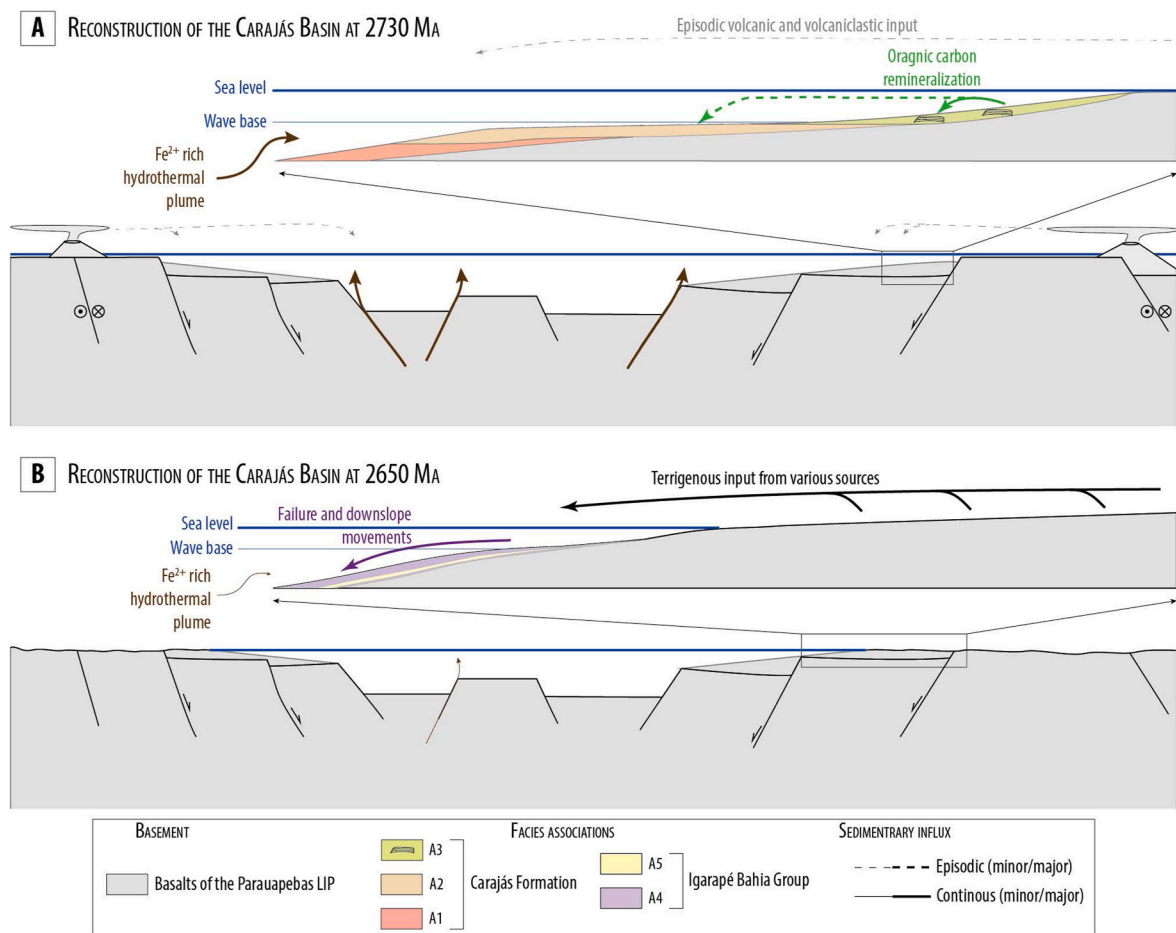 A RECONSTRUCTION OF THE CARAJÁS BASIN AT 2730 MA
Episodic volcanic and volcaniclastic input
Oragnic carbon
remineralization
Sea level
Wave base
Fe²⁺ rich
hydrothermal
plume
B RECONSTRUCTION OF THE CARAJÁS BASIN AT 2650 MA
Terrigenous input from various sources
Failure and downslope
movements
Sea level
Wave base
Fe²⁺ rich
hydrothermal
plume
BASEMENT
Basalts of the Parauapebas LIP
FACIES ASSOCIATIONS
A3
A2
A1
Carajás Formation
A5
A4
Igarapé Bahia Group
SEDIMENTRARY INFLUX
Episodic (minor/major)
Continous (minor/major)